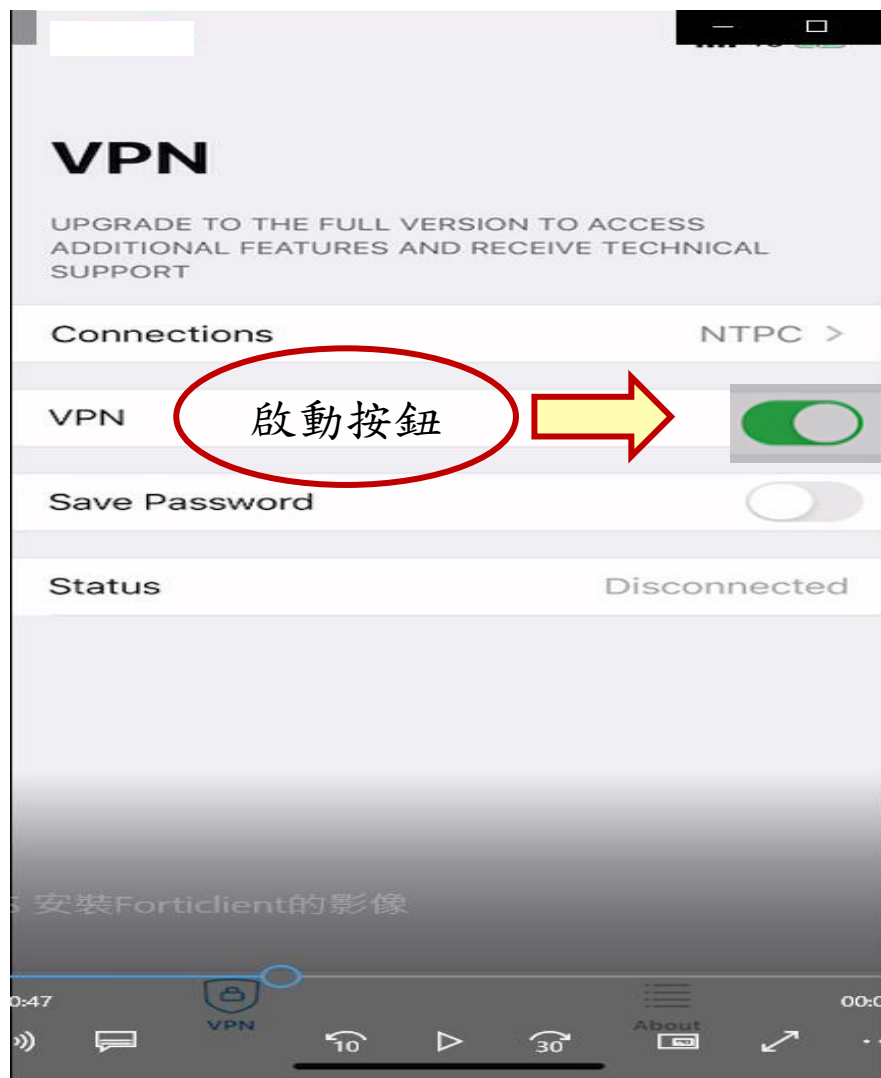 VPN
UPGRADE TO THE FULL VERSION TO ACCESS
ADDITIONAL FEATURES AND RECEIVE TECHNICAL
SUPPORT
Connections NTPC >
VPN 啟動按鈕
Save Password
Status Disconnected
安裝Forticlient的影像
0:47 00:0
VPN About
10 30